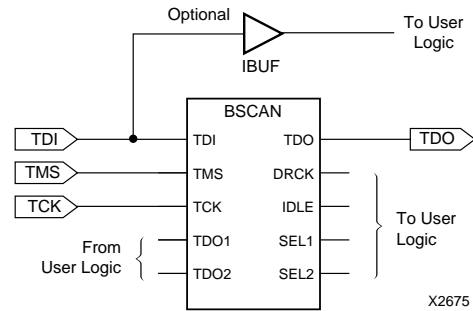 Optional
To User
Logic
IBUF
BSCAN
TDI TDI TDO TDO
TMS TMS DRCK
TCK TCK IDLE
To User
Logic
From
User Logic
TDO1 SEL1
TDO2 SEL2
X2675